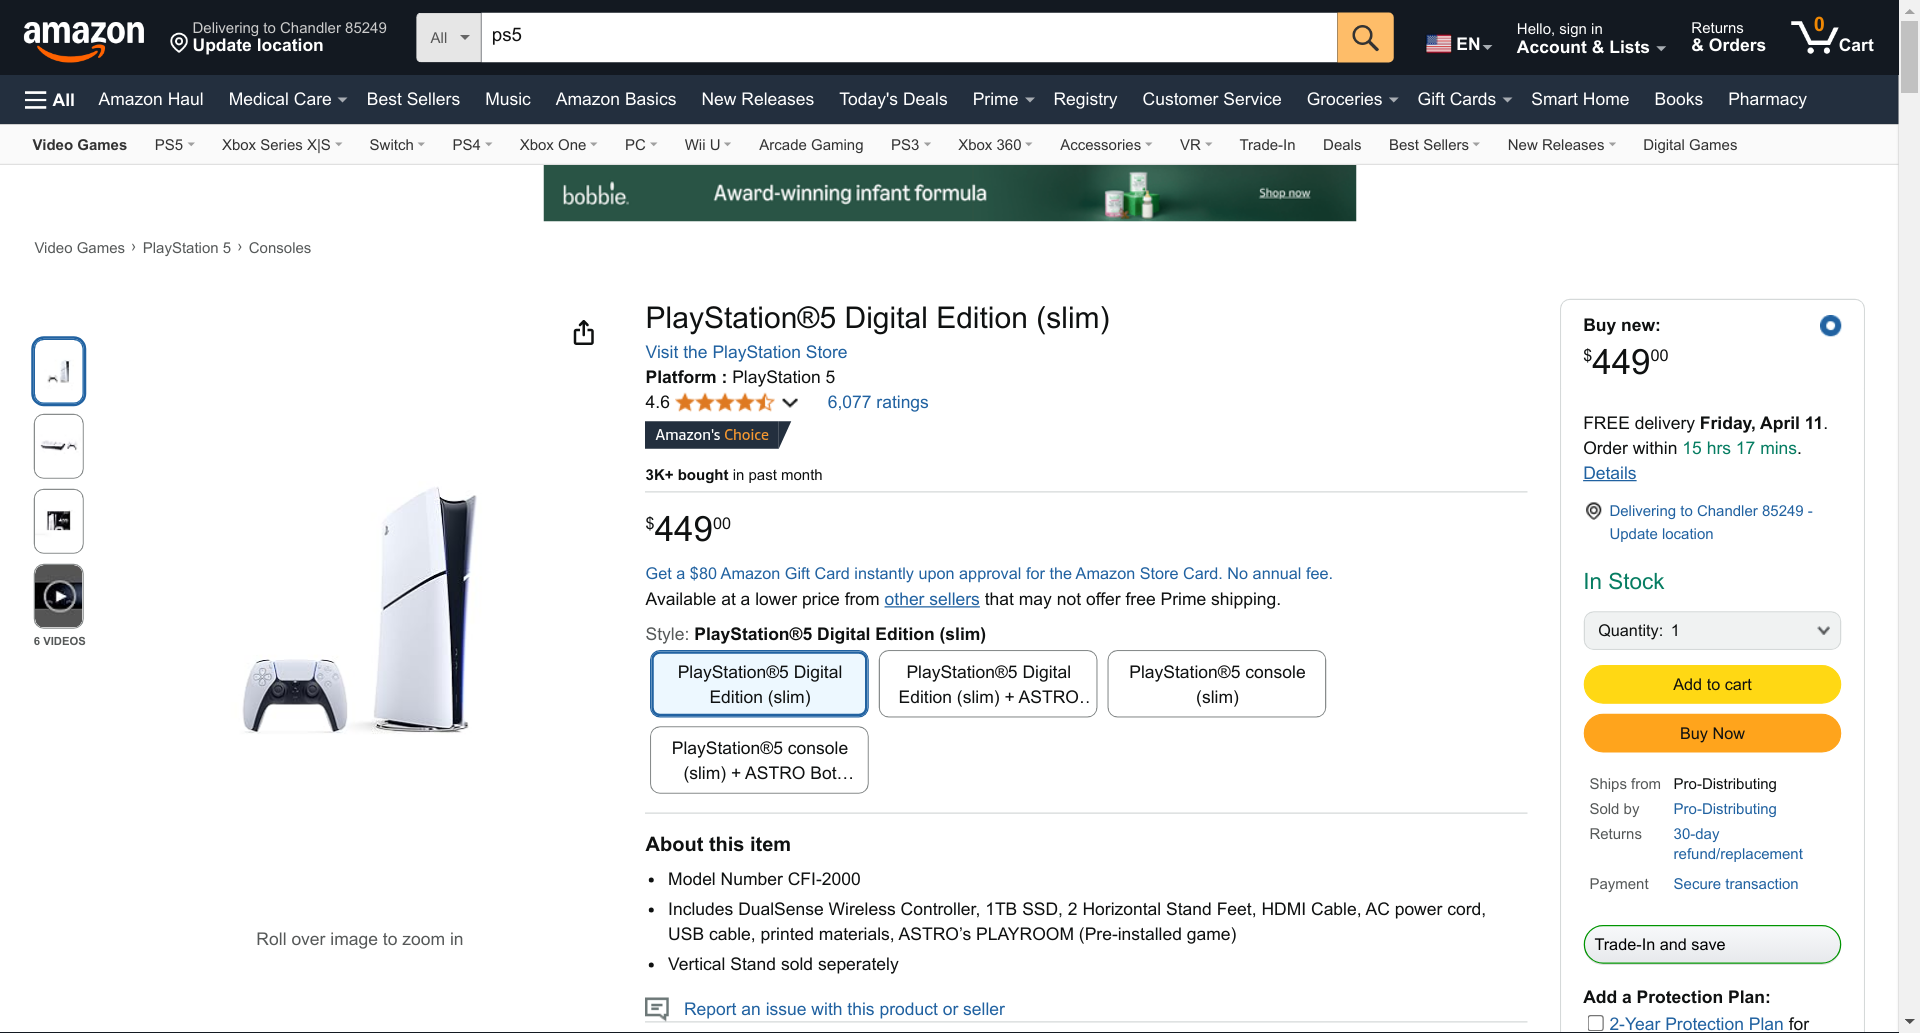 amazon
Delivering to Chandler 85249
Update location
All
ps5
EN
Hello, sign in
Account & Lists
Returns
& Orders
0
Cart
All
Amazon Haul
Medical Care
Best Sellers
Music
Amazon Basics
New Releases
Today's Deals
Prime
Registry
Customer Service
Groceries
Gift Cards
Smart Home
Books
Pharmacy
Video Games
PS5
Xbox Series X|S
Switch
PS4
Xbox One
PC
Wii U
Arcade Gaming
PS3
Xbox 360
Accessories
VR
Trade-In
Deals
Best Sellers
New Releases
Digital Games
bobbie.
Award-winning infant formula
Shop now
Video Games › PlayStation 5 › Consoles
6 VIDEOS
Roll over image to zoom in
PlayStation®5 Digital Edition (slim)
Visit the PlayStation Store
Platform : PlayStation 5
4.6
6,077 ratings
Amazon's Choice
3K+ bought in past month
$44900
Get a $80 Amazon Gift Card instantly upon approval for the Amazon Store Card. No annual fee.
Available at a lower price from other sellers that may not offer free Prime shipping.
Style: PlayStation®5 Digital Edition (slim)
PlayStation®5 Digital
Edition (slim)
PlayStation®5 Digital
Edition (slim) + ASTRO..
PlayStation®5 console
(slim)
PlayStation®5 console
(slim) + ASTRO Bot…
About this item
• Model Number CFI-2000
• Includes DualSense Wireless Controller, 1TB SSD, 2 Horizontal Stand Feet, HDMI Cable, AC power cord,
USB cable, printed materials, ASTRO’s PLAYROOM (Pre-installed game)
• Vertical Stand sold seperately
Report an issue with this product or seller
Buy new:
$44900
FREE delivery Friday, April 11.
Order within 15 hrs 17 mins.
Details
Delivering to Chandler 85249 -
Update location
In Stock
Quantity: 1
Add to cart
Buy Now
Ships from Pro-Distributing
Sold by Pro-Distributing
Returns 30-day
refund/replacement
Payment Secure transaction
Trade-In and save
Add a Protection Plan:
2-Year Protection Plan for